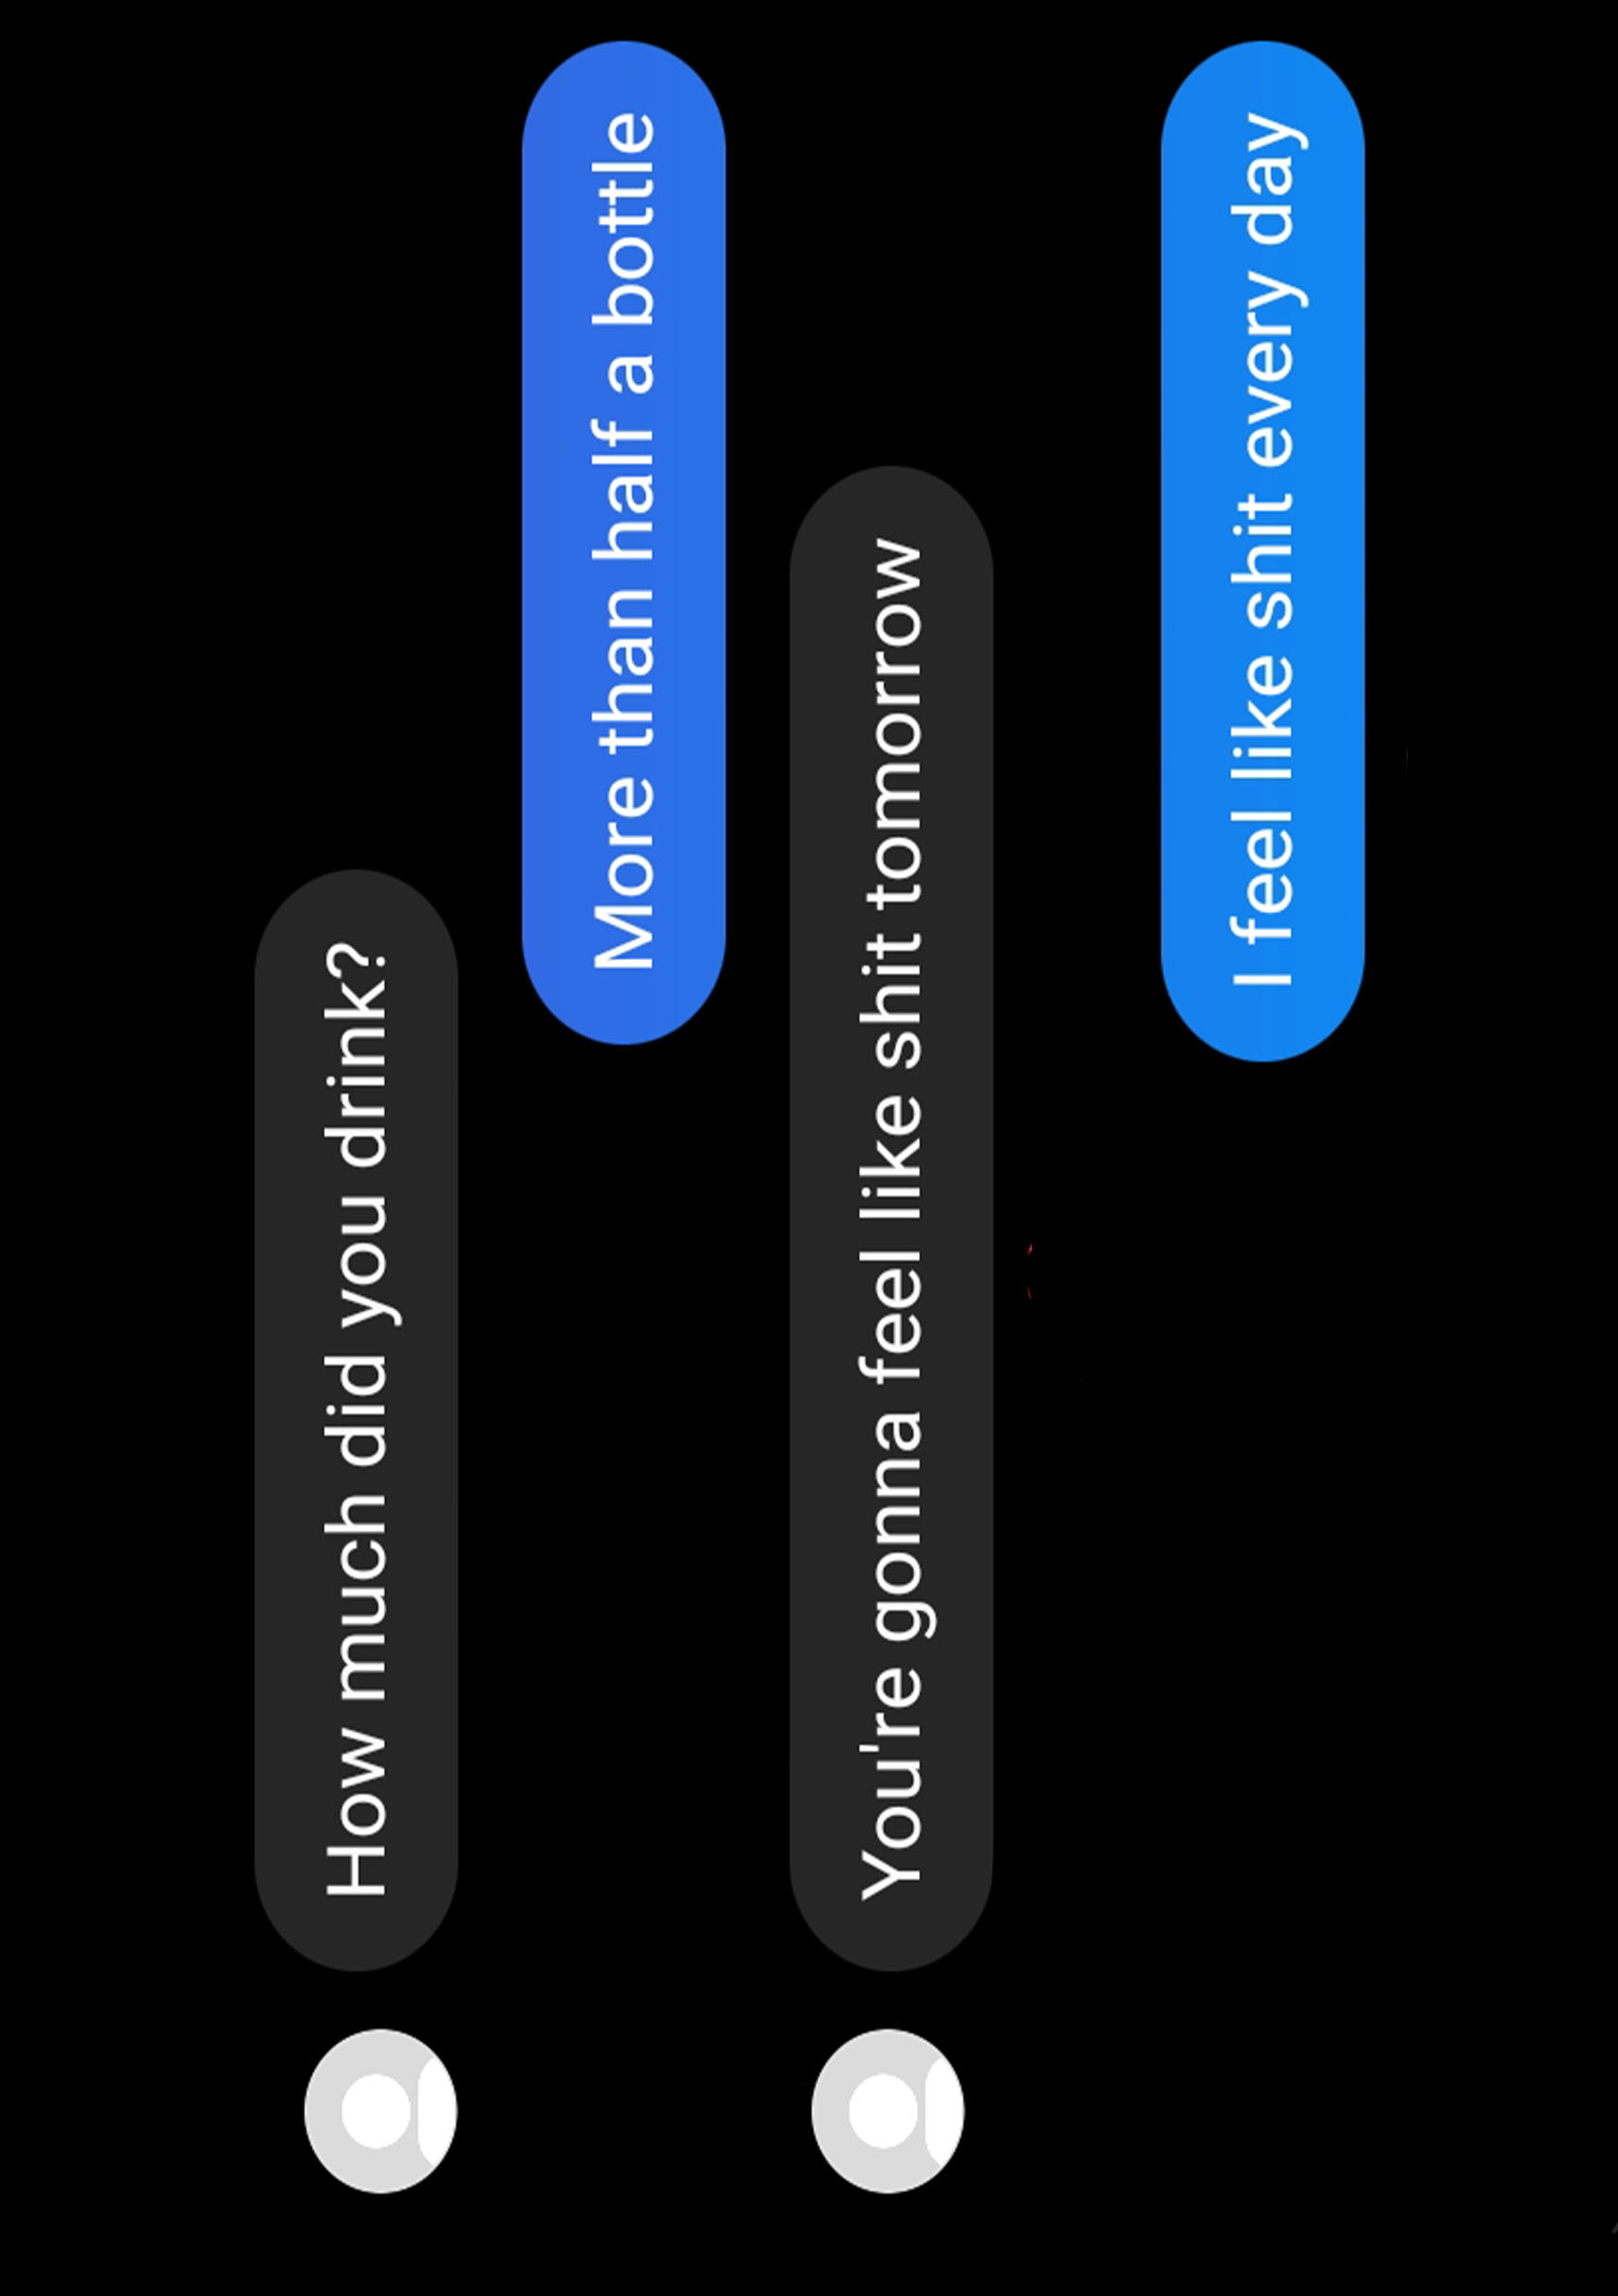 How much did you drink?
More than half a bottle
You're gonna feel like shit tomorrow
I feel like shit every day